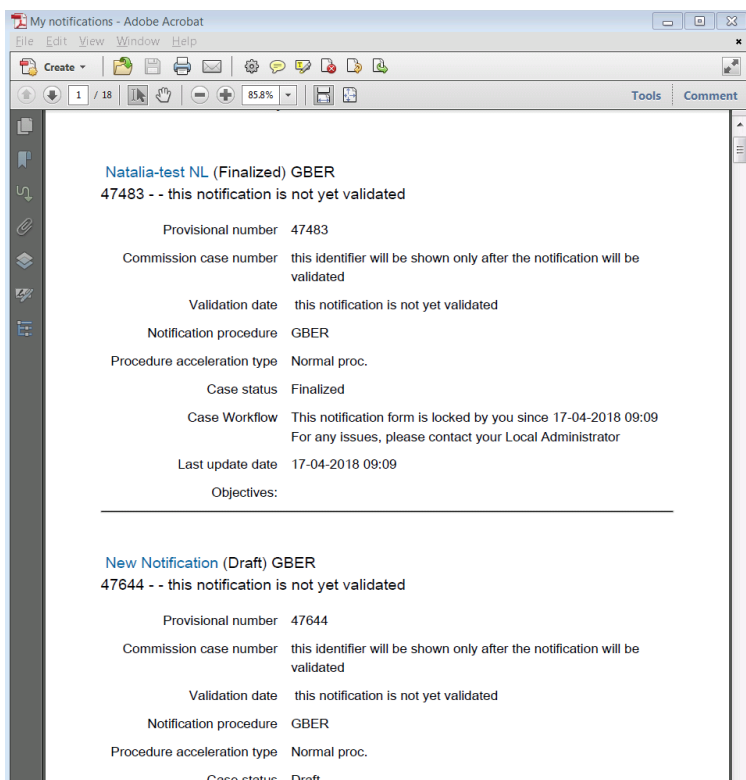 My notifications - Adobe Acrobat
File Edit View Window Help
Create
1 / 18 85.8% Tools Comment
Natalia-test NL (Finalized) GBER
47483 - - this notification is not yet validated
Provisional number 47483
Commission case number this identifier will be shown only after the notification will be
validated
Validation date this notification is not yet validated
Notification procedure GBER
Procedure acceleration type Normal proc.
Case status Finalized
Case Workflow This notification form is locked by you since 17-04-2018 09:09
For any issues, please contact your Local Administrator
Last update date 17-04-2018 09:09
Objectives:
New Notification (Draft) GBER
47644 - - this notification is not yet validated
Provisional number 47644
Commission case number this identifier will be shown only after the notification will be
validated
Validation date this notification is not yet validated
Notification procedure GBER
Procedure acceleration type Normal proc.
Case status Draft